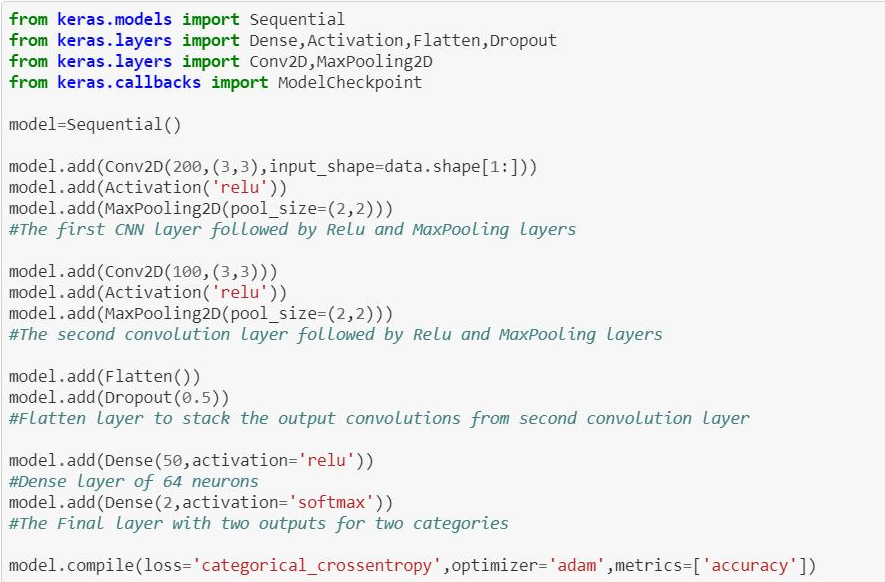 from keras.models import Sequential
from keras.layers import Dense,Activation,Flatten,Dropout
from keras.layers import Conv2D,MaxPooling2D
from keras.callbacks import ModelCheckpoint
model=Sequential()
model.add(Conv2D(200,(3,3),input_shape=data.shape[1:]))
model.add(Activation('relu'))
model.add(MaxPooling2D(pool_size=(2,2)))
#The first CNN layer followed by Relu and MaxPooling layers
model.add(Conv2D(100,(3,3)))
model.add(Activation('relu'))
model.add(MaxPooling2D(pool_size=(2,2)))
#The second convolution layer followed by Relu and MaxPooling layers
model.add(Flatten())
model.add(Dropout(0.5))
#Flatten layer to stack the output convolutions from second convolution layer
model.add(Dense(50,activation='relu'))
#Dense layer of 64 neurons
model.add(Dense(2,activation='softmax'))
#The Final layer with two outputs for two categories
model.compile(loss='categorical_crossentropy',optimizer='adam',metrics=['accuracy'])